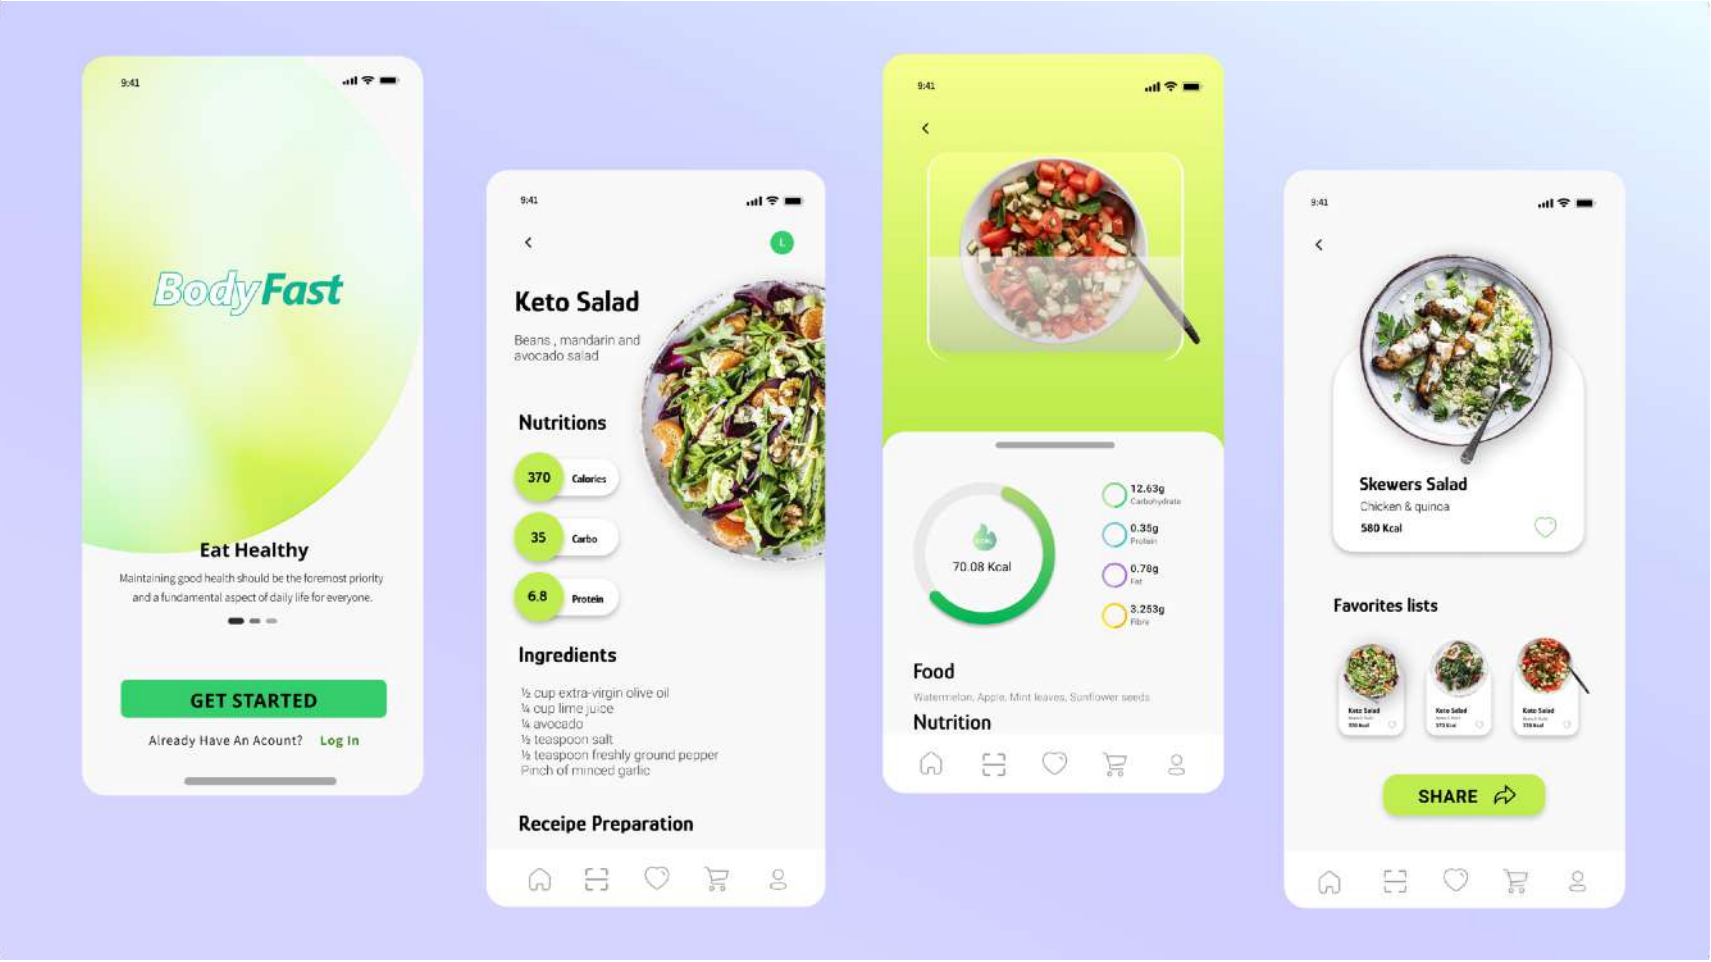 9:41
BodyFast
Eat Healthy
Maintaining good health should be the foremost priority
and a fundamental aspect of daily life for everyone.
GET STARTED
Already Have An Acount? Log In
9:41
L
Keto Salad
Beans , mandarin and
avocado salad
Nutritions
370 Calories
35 Carbo
6.8 Protein
Ingredients
½ cup extra-virgin olive oil
¼ cup lime juice
¼ avocado
½ teaspoon salt
½ teaspoon freshly ground pepper
Pinch of minced garlic
Receipe Preparation
9:41
70.08 Kcal
12.63g
Carbohydrate
0.35g
Protein
0.78g
Fat
3.253g
Fibre
Food
Watermelon, Apple, Mint leaves, Sunflower seeds
Nutrition
9:41
Skewers Salad
Chicken & quinoa
580 Kcal
Favorites lists
Keto Salad
Keto Salad
Keto Salad
SHARE